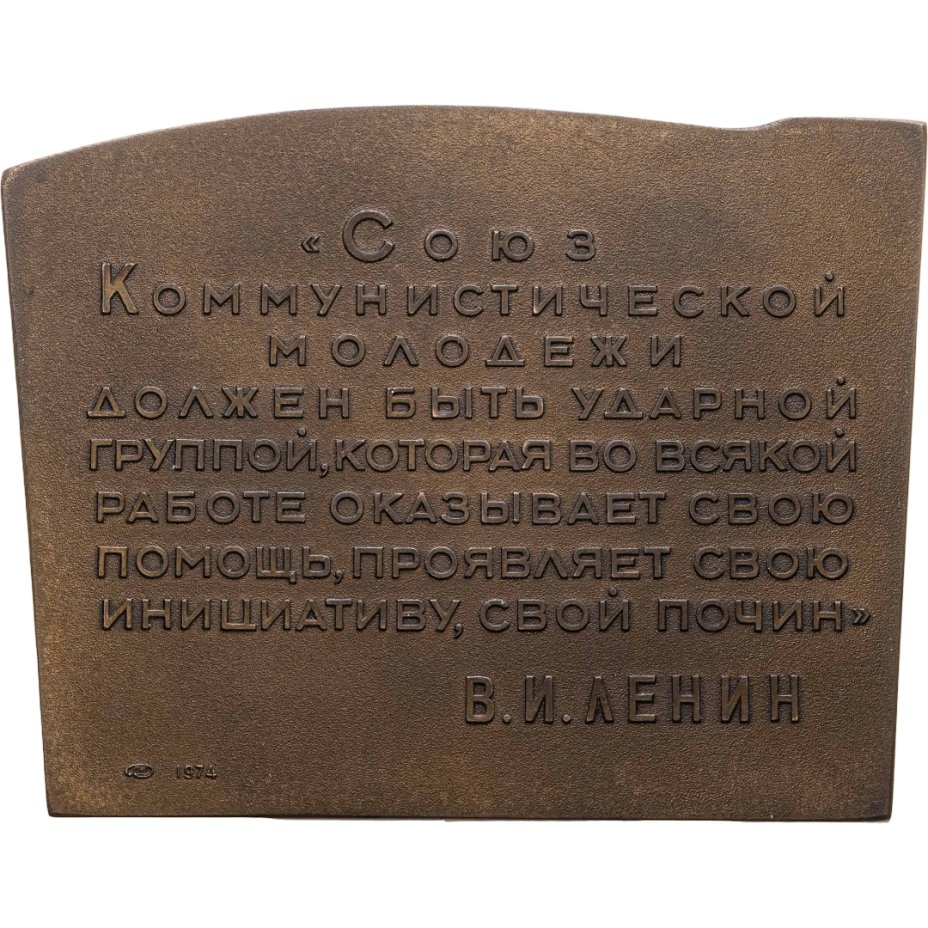 «Союз
Коммунистической
молодежи
должен быть ударной
группой, которая во всякой
работе оказывает свою
помощь, проявляет свою
инициативу, свой почин»
В.И.ЛЕНИН
1974